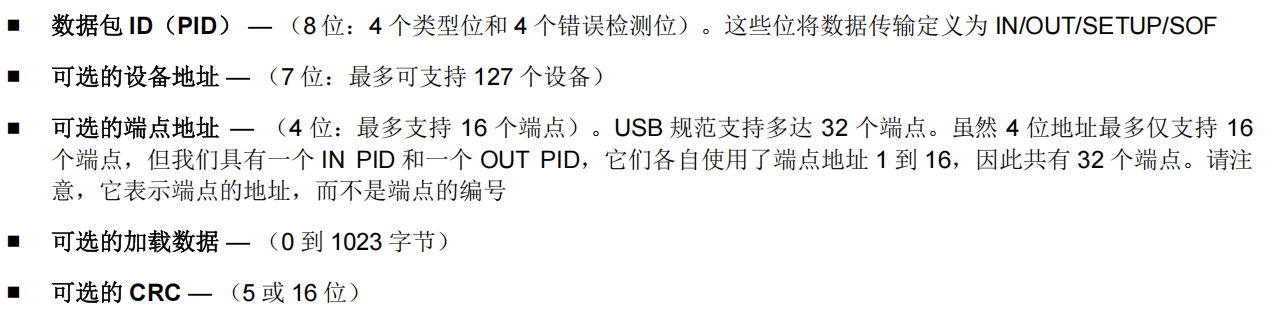 ■ 数据包 ID（PID） — （8 位：4 个类型位和 4 个错误检测位）。这些位将数据传输定义为 IN/OUT/SETUP/SOF
■ 可选的设备地址 — （7 位：最多可支持 127 个设备）
■ 可选的端点地址 — （4 位：最多支持 16 个端点）。USB 规范支持多达 32 个端点。虽然 4 位地址最多仅支持 16
个端点，但我们具有一个 IN PID 和一个 OUT PID，它们各自使用了端点地址 1 到 16，因此共有 32 个端点。请注
意，它表示端点的地址，而不是端点的编号
■ 可选的加载数据 — （0 到 1023 字节）
■ 可选的 CRC — （5 或 16 位）